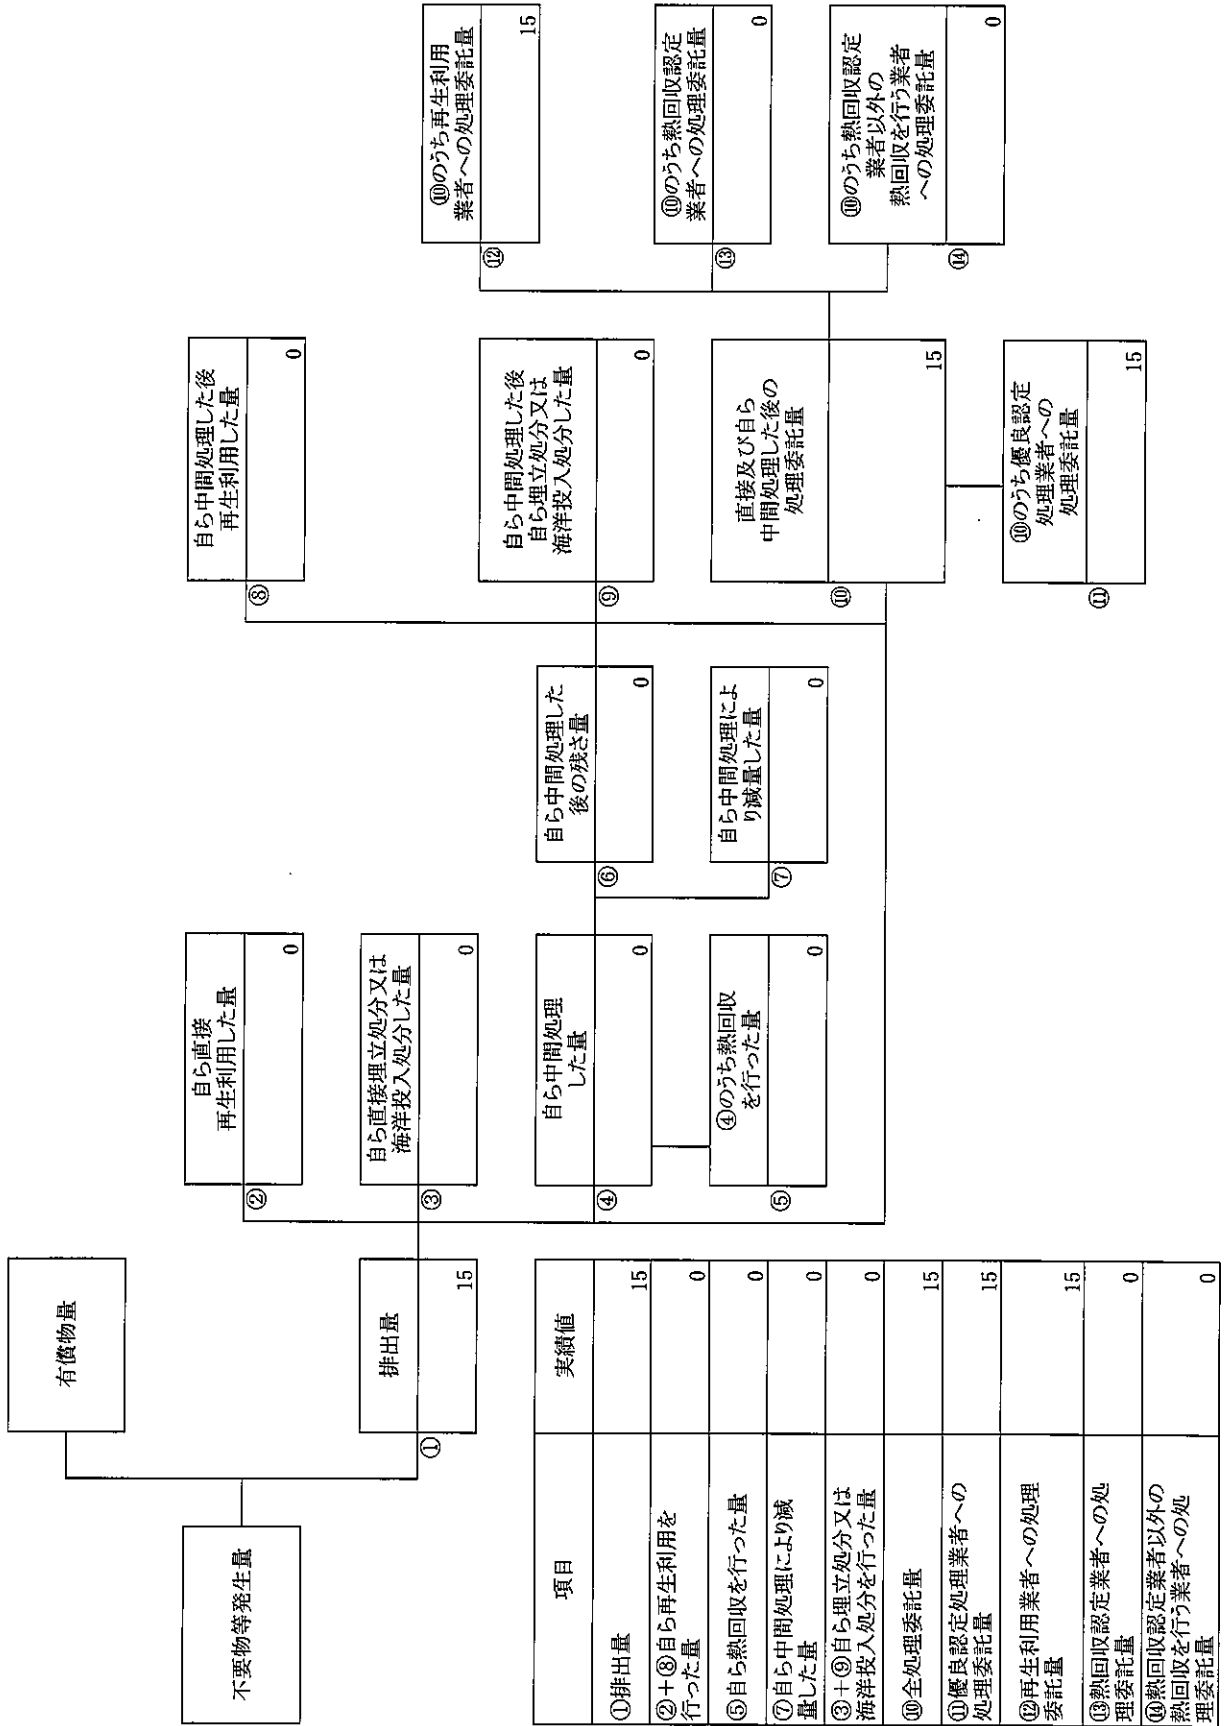 不要物等発生量
有償物量
①
排出量
15
②
自ら直接
再生利用した量
0
③
自ら直接埋立処分又は
海洋投入処分した量
0
④
自ら中間処理
した量
0
⑤
④のうち熱回収
を行った量
0
⑥
自ら中間処理した
後の残さ量
0
⑦
自ら中間処理によ
り減量した量
0
⑧
自ら中間処理した後
再生利用した量
0
⑨
自ら中間処理した後
自ら埋立処分又は
海洋投入処分した量
0
⑩
直接及び自ら
中間処理した後の
処理委託量
15
⑪
⑩のうち優良認定
処理業者への
処理委託量
15
⑫
⑩のうち再生利用
業者への処理委託量
15
⑬
⑩のうち熱回収認定
業者への処理委託量
0
⑭
⑩のうち熱回収認定
業者以外の
熱回収を行う業者
への処理委託量
0
項目 実績値
①排出量 15
②+⑧自ら再生利用を
行った量 0
⑤自ら熱回収を行った量 0
⑦自ら中間処理により減
量した量 0
③+⑨自ら埋立処分又は
海洋投入処分を行った量 0
⑩全処理委託量 15
⑪優良認定処理業者への
処理委託量 15
⑫再生利用業者への処理
委託量 15
⑬熱回収認定業者への処
理委託量 0
⑭熱回収認定業者以外の
熱回収を行う業者への処
理委託量 0